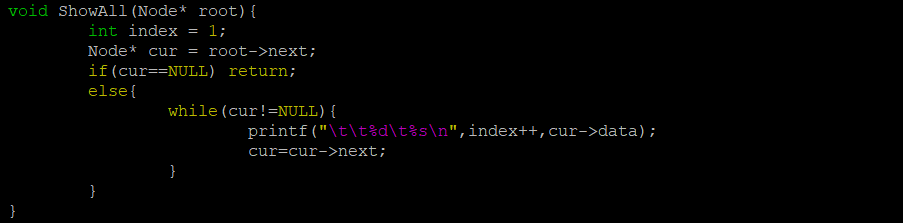 void ShowAll(Node* root){
        int index = 1;
        Node* cur = root->next;
        if(cur==NULL) return;
        else{
                while(cur!=NULL){
                        printf("\t\t%d\t%s\n",index++,cur->data);
                        cur=cur->next;
                }
        }
}